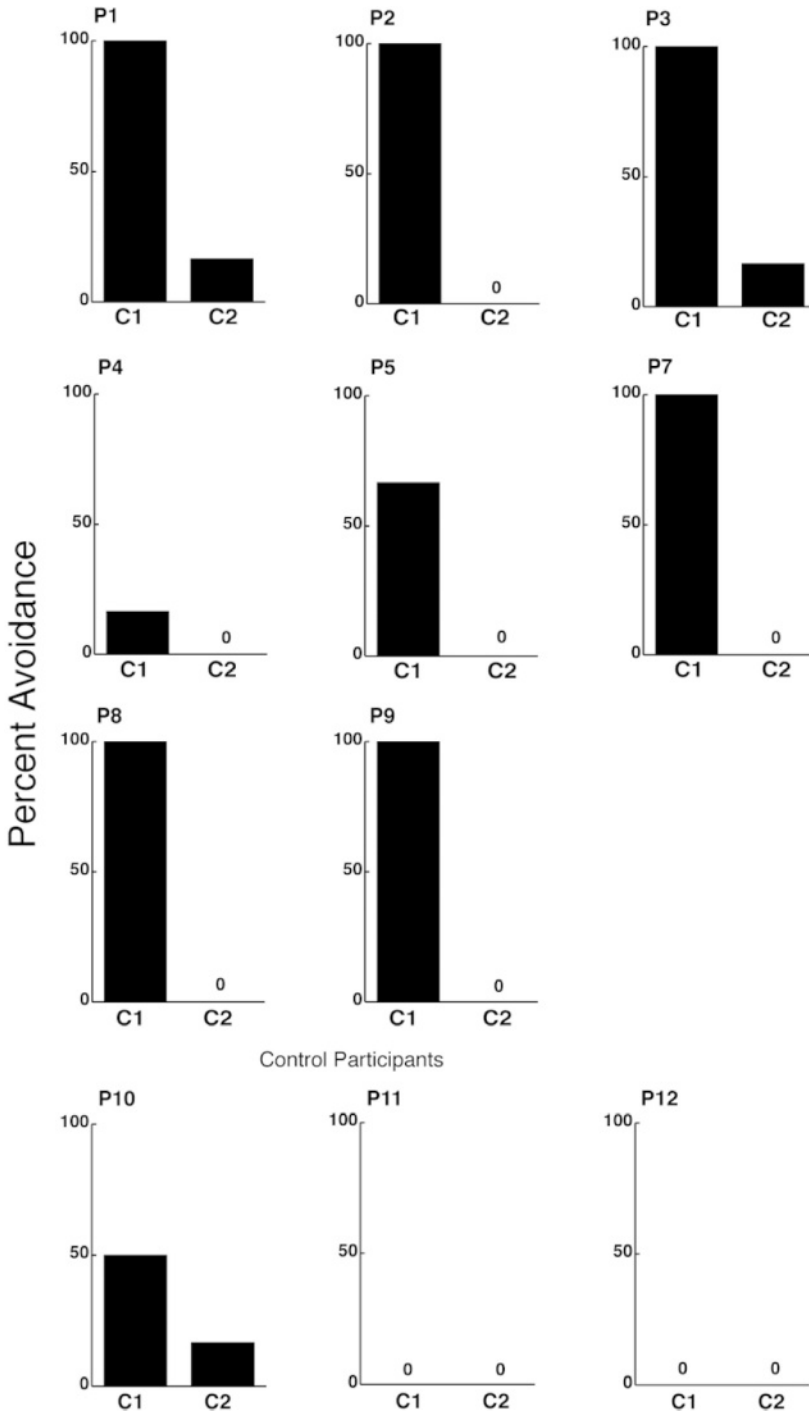 P1 P2 P3
100 100 100
50 50 50
0
0 0 0
C1 C2 C1 C2 C1 C2
P4 P5 P7
100 100 100
50 50 50
0 0 0
0 0 0
C1 C2 C1 C2 C1 C2
Percent Avoidance
P8 P9
100 100
50 50
0 0
0 0
C1 C2 C1 C2
Control Participants
P10 P11 P12
100 100 100
50 50 50
0 0 0 0
0 0 0
C1 C2 C1 C2 C1 C2